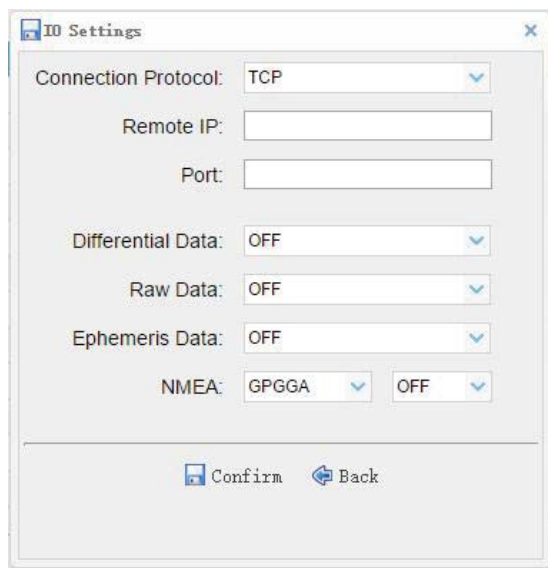 IO Settings
Connection Protocol: TCP
Remote IP:
Port:
Differential Data: OFF
Raw Data: OFF
Ephemeris Data: OFF
NMEA: GPGGA OFF
Confirm Back